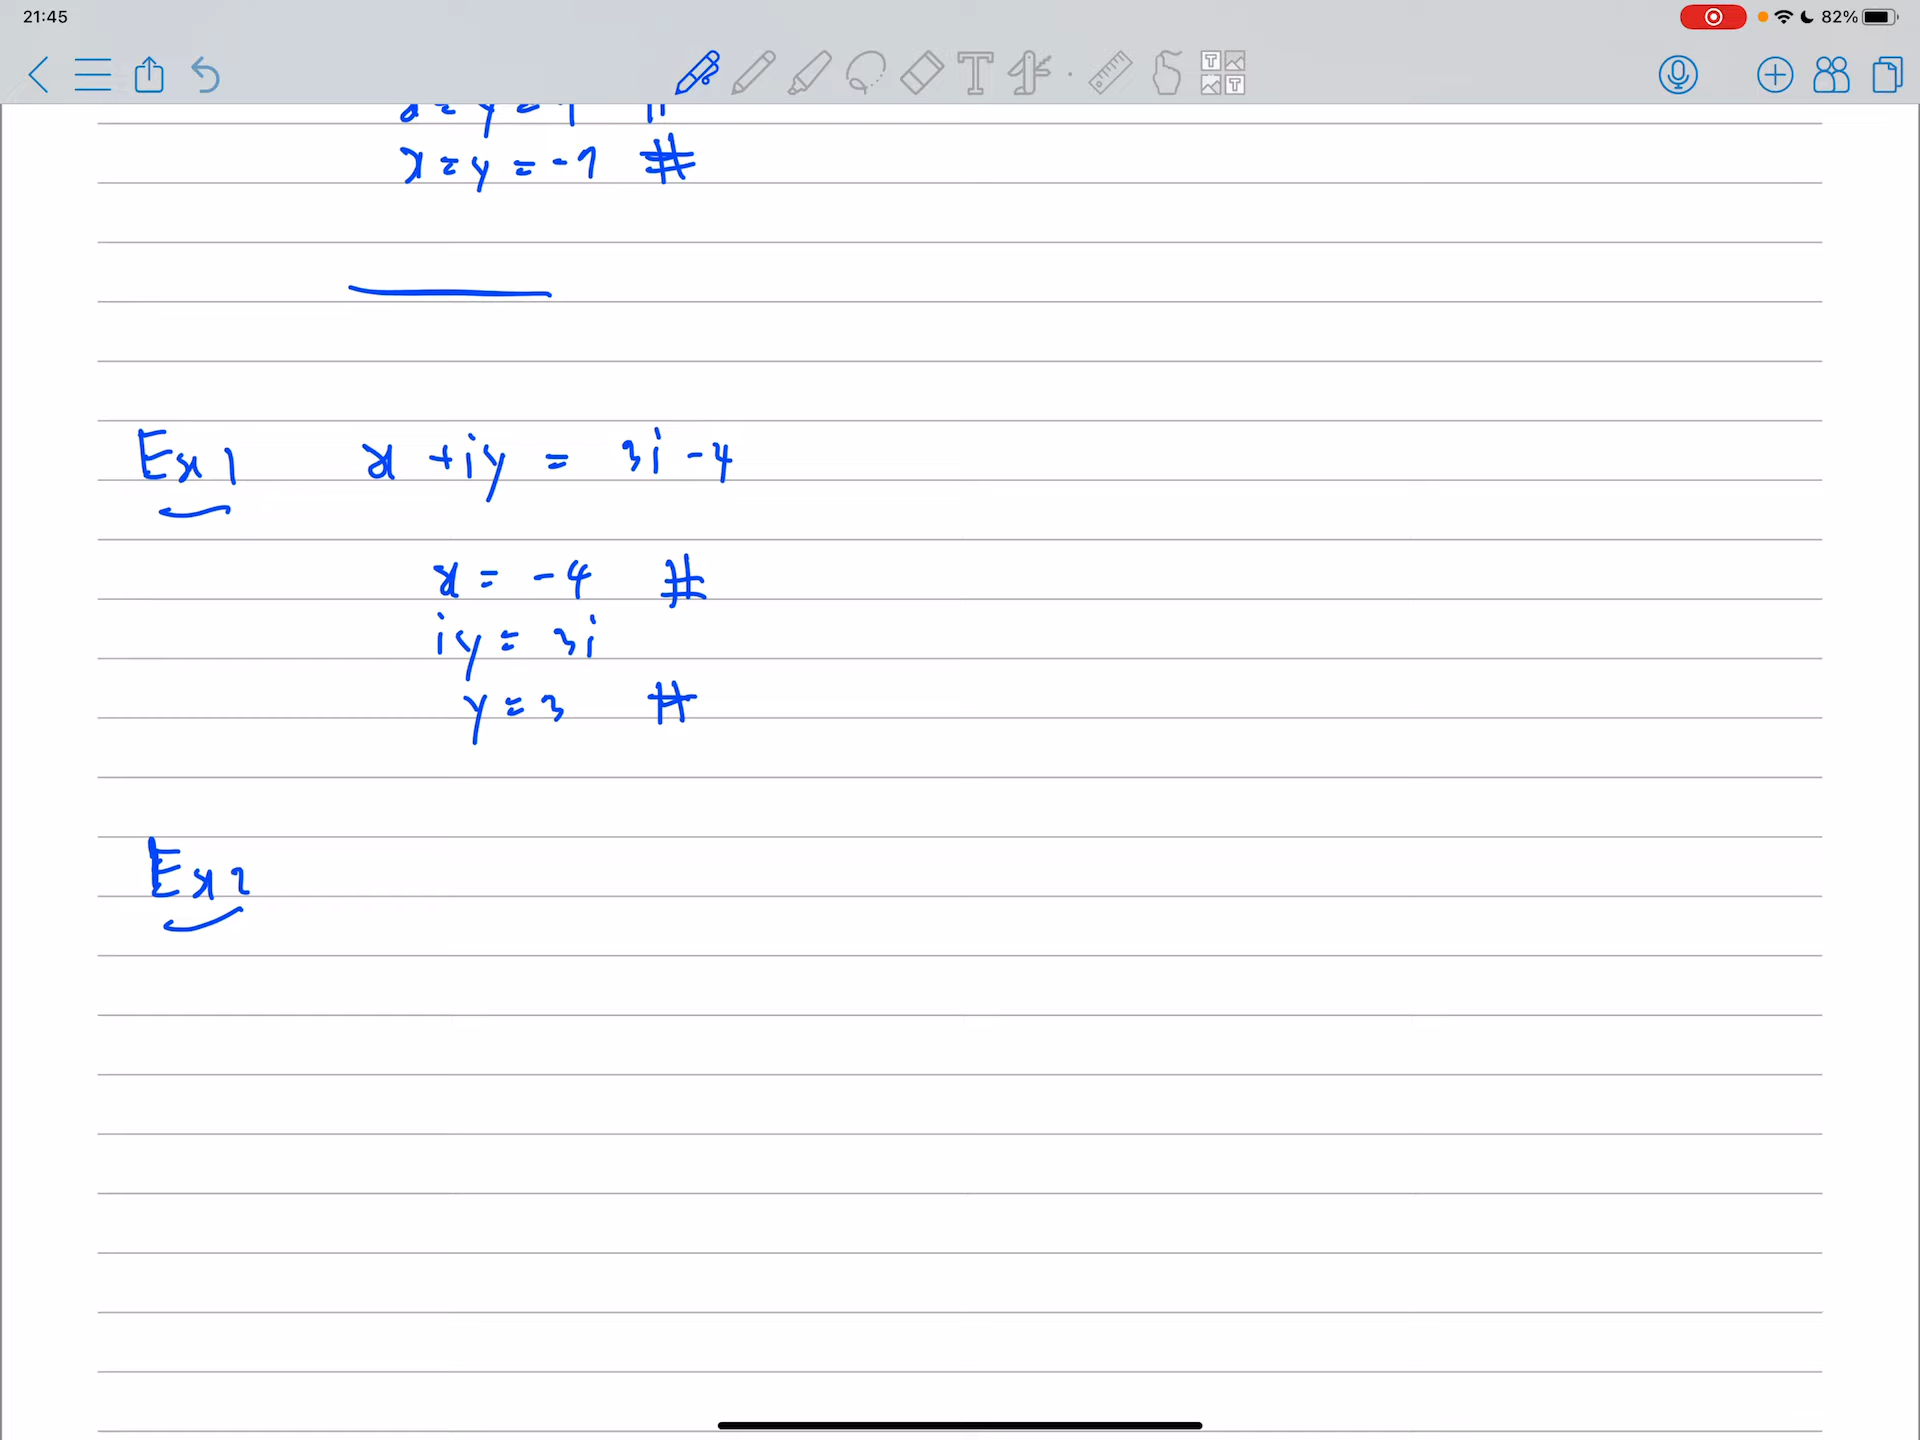 21:45
82%
x = y = -1 #
Ex 1 x + iy = 3i - 4
x = -4 #
iy = 3i
y = 3 #
Ex 2